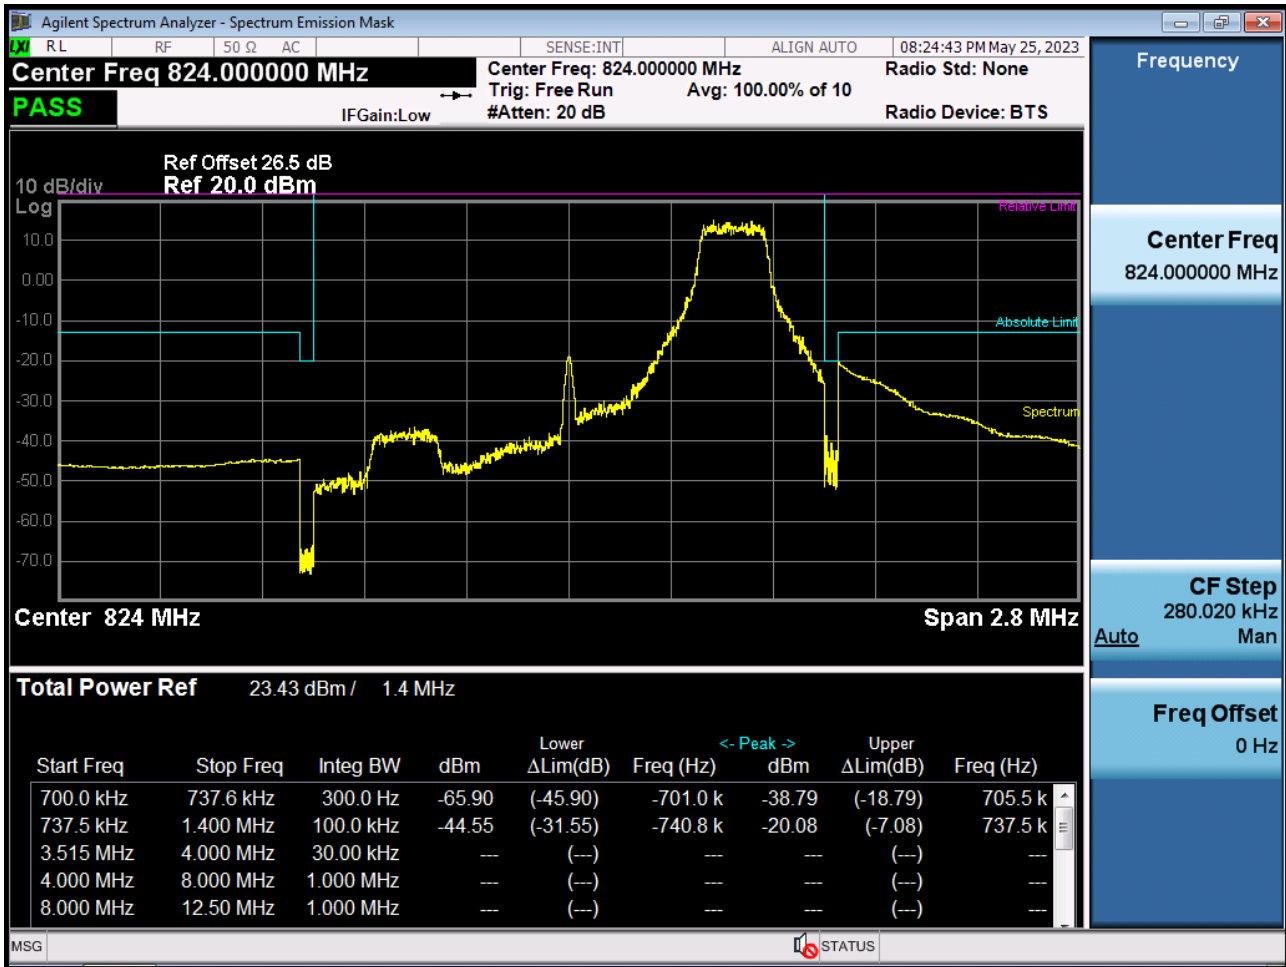 Agilent Spectrum Analyzer - Spectrum Emission Mask
LXI RL RF 50 Ω AC SENSE:INT ALIGN AUTO 08:24:43 PM May 25, 2023
Center Freq 824.000000 MHz
Center Freq: 824.000000 MHz
Radio Std: None
Trig: Free Run Avg: 100.00% of 10
PASS
IFGain:Low
#Atten: 20 dB
Radio Device: BTS
Ref Offset 26.5 dB
10 dB/div Ref 20.0 dBm
Log
Relative Limit
10.0
0.00
-10.0
Absolute Limit
-20.0
-30.0
Spectrum
-40.0
-50.0
-60.0
-70.0
Center 824 MHz Span 2.8 MHz
Total Power Ref 23.43 dBm / 1.4 MHz
Lower <- Peak -> Upper
Start Freq Stop Freq Integ BW dBm ΔLim(dB) Freq (Hz) dBm ΔLim(dB) Freq (Hz)
700.0 kHz 737.6 kHz 300.0 Hz -65.90 (-45.90) -701.0 k -38.79 (-18.79) 705.5 k
737.5 kHz 1.400 MHz 100.0 kHz -44.55 (-31.55) -740.8 k -20.08 (-7.08) 737.5 k
3.515 MHz 4.000 MHz 30.00 kHz --- (---) --- --- (---) ---
4.000 MHz 8.000 MHz 1.000 MHz --- (---) --- --- (---) ---
8.000 MHz 12.50 MHz 1.000 MHz --- (---) --- --- (---) ---
MSG STATUS
Frequency
Center Freq
824.000000 MHz
CF Step
280.020 kHz
Auto Man
Freq Offset
0 Hz